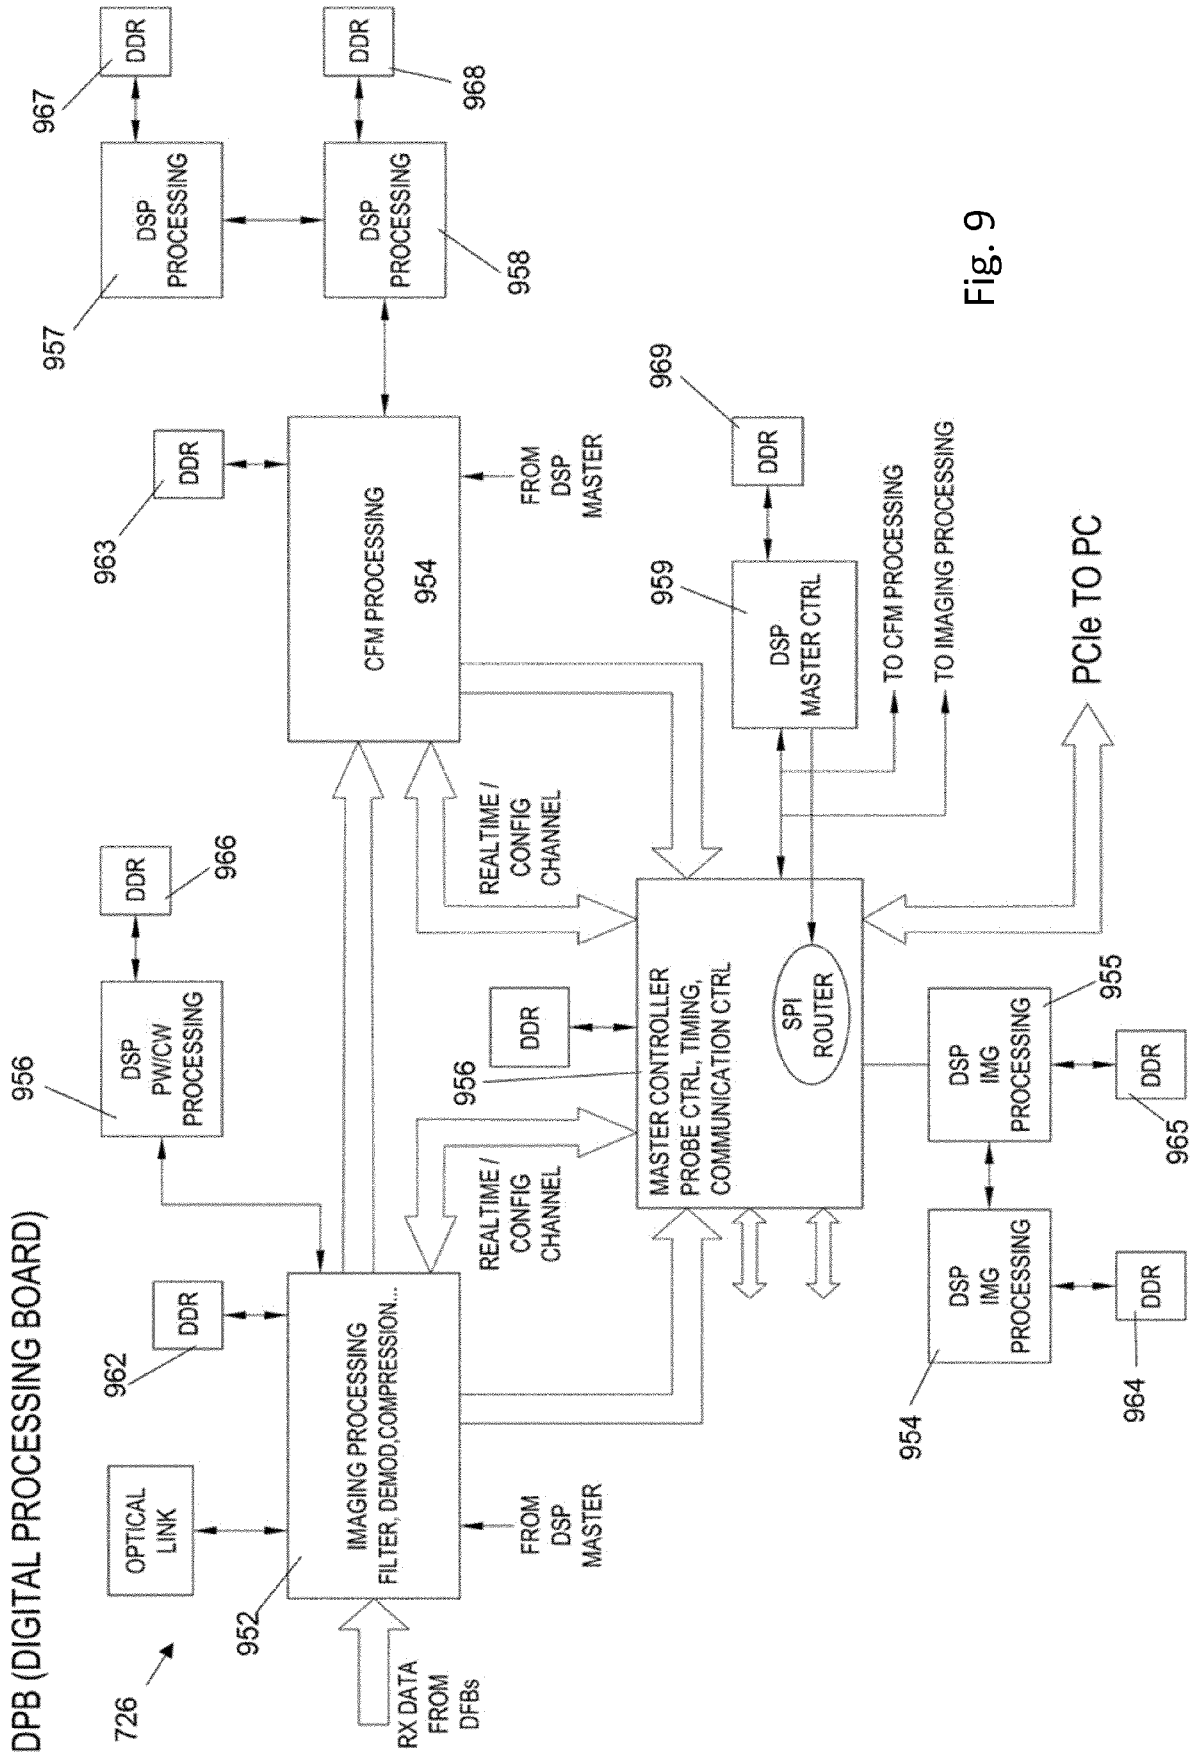 DPB (DIGITAL PROCESSING BOARD)
726
OPTICAL
LINK
962
DDR
956
DSP
PW/CW
PROCESSING
DDR
966
963
DDR
957
DSP
PROCESSING
967
DDR
RX DATA
FROM
DFBs
952
IMAGING PROCESSING
FILTER, DEMOD,COMPRESSION...
FROM
DSP
MASTER
REALTIME /
CONFIG
CHANNEL
REALTIME /
CONFIG
CHANNEL
CFM PROCESSING
954
FROM
DSP
MASTER
DSP
PROCESSING
958
DDR
968
DDR
956
MASTER CONTROLLER
PROBE CTRL, TIMING,
COMMUNICATION CTRL
SPI
ROUTER
959
DSP
MASTER CTRL
969
DDR
TO CFM PROCESSING
TO IMAGING PROCESSING
PCIe TO PC
954
DSP
IMG
PROCESSING
964
DDR
DSP
IMG
PROCESSING
955
965
DDR
Fig. 9